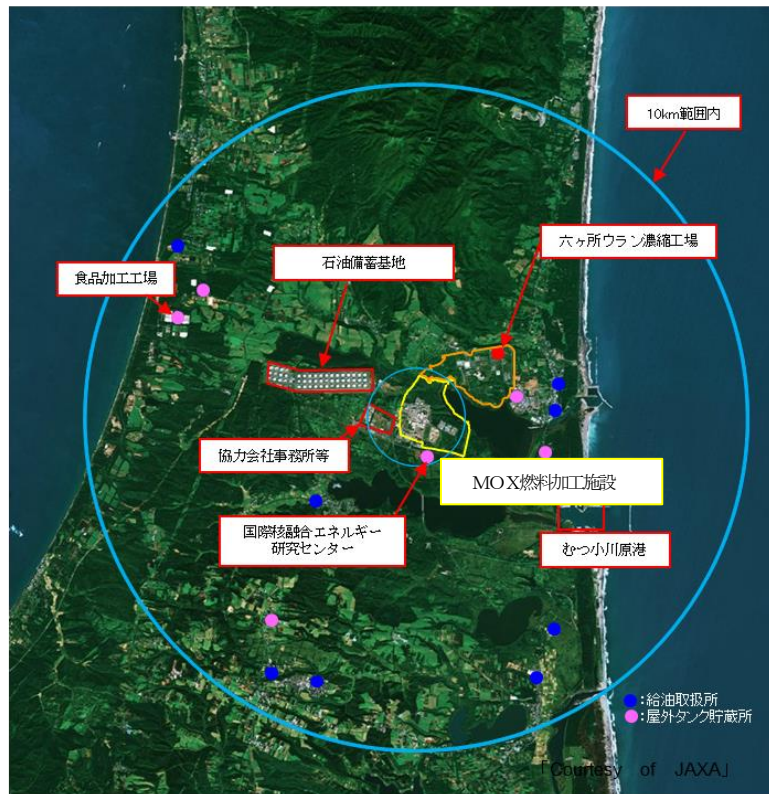 10km範囲内
六ヶ所ウラン濃縮工場
石油備蓄基地
食品加工工場
協力会社事務所等
MOX燃料加工施設
国際核融合エネルギー
研究センター
むつ小川原港
●:給油取扱所
●:屋外タンク貯蔵所
「Courtesy of JAXA」